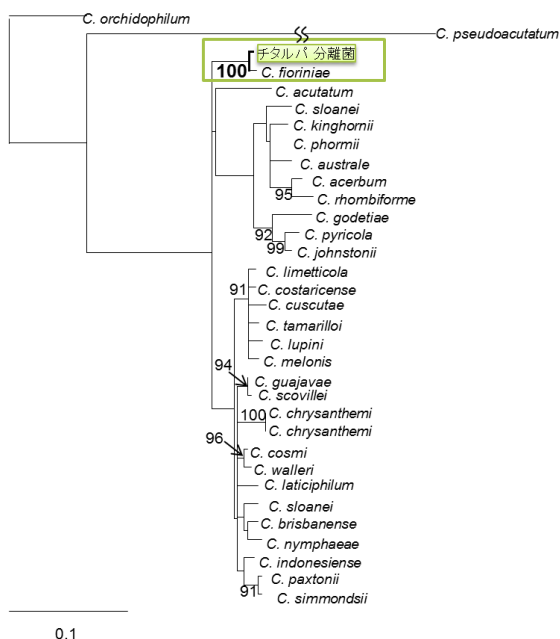 C. orchidophilum
C. pseudoacutatum
チタルパ 分離菌
100
C. fioriniae
C. acutatum
C. sloanei
C. kinghornii
C. phormii
C. australe
C. acerbum
95
C. rhombiforme
C. godetiae
92
C. pyricola
99
C. johnstonii
C. limetticola
91
C. costaricense
C. cuscutae
C. tamarilloi
C. lupini
C. melonis
94
C. guajavae
C. scovillei
100
C. chrysanthemi
C. chrysanthemi
96
C. cosmi
C. walleri
C. laticiphilum
C. sloanei
C. brisbanense
C. nymphaeae
C. indonesiense
C. paxtonii
91
C. simmondsii
0.1